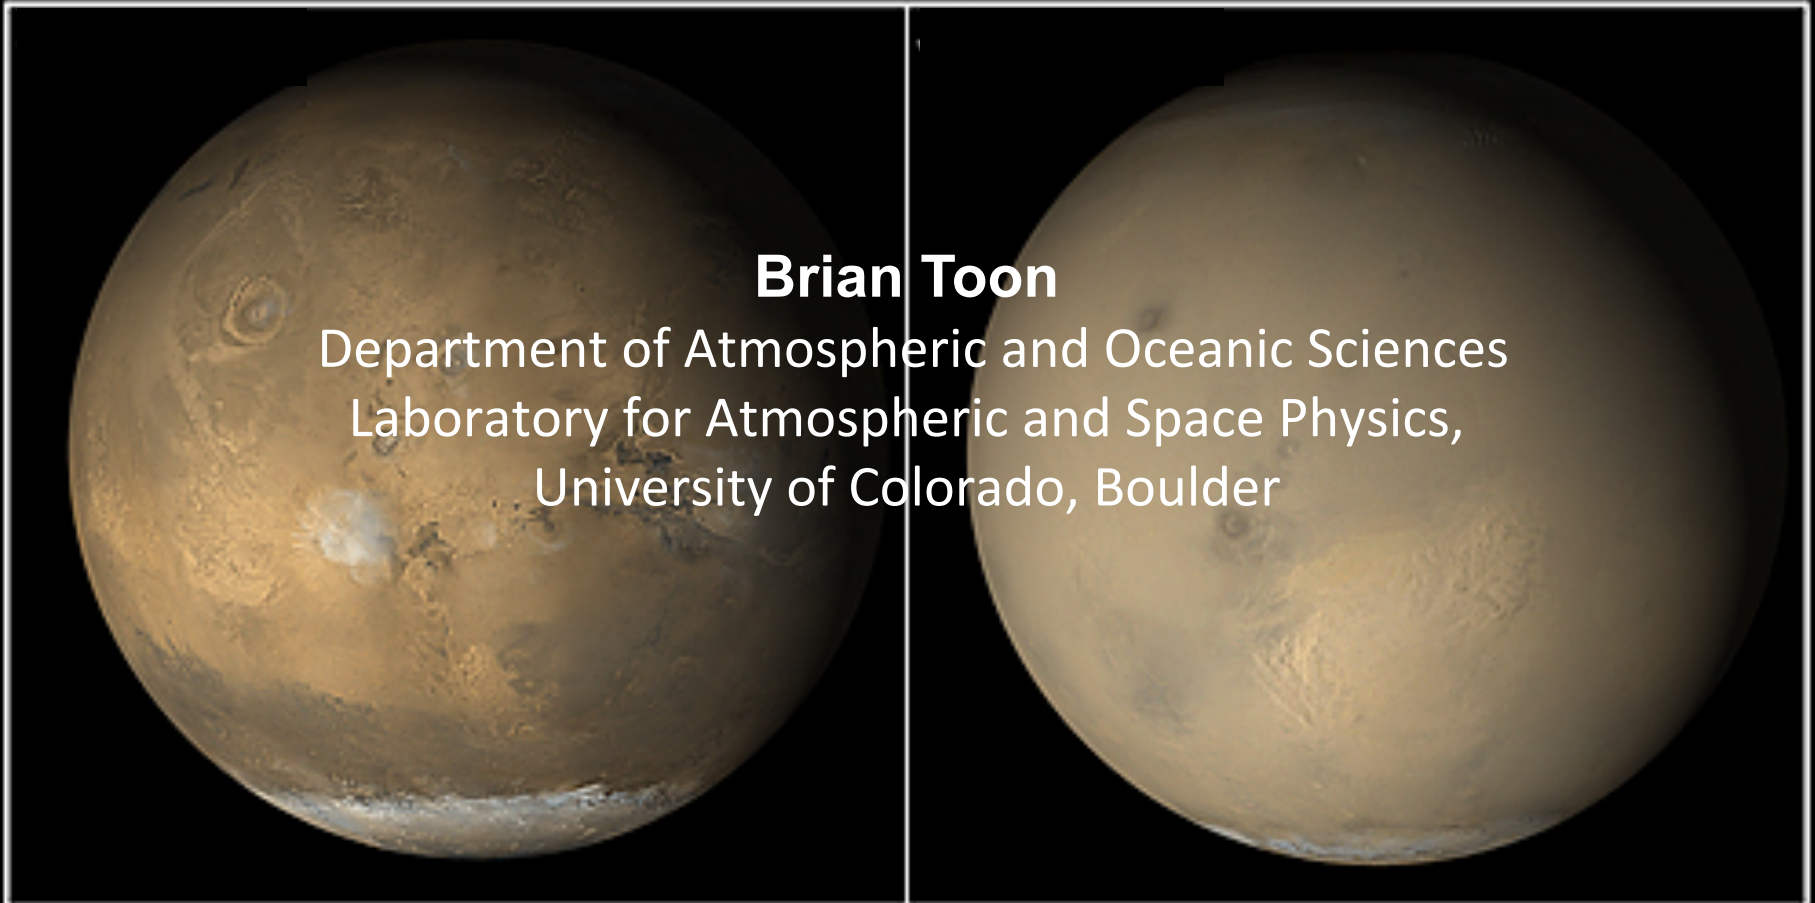 Brian Toon
Department of Atmospheric and Oceanic Sciences
Laboratory for Atmospheric and Space Physics,
University of Colorado, Boulder